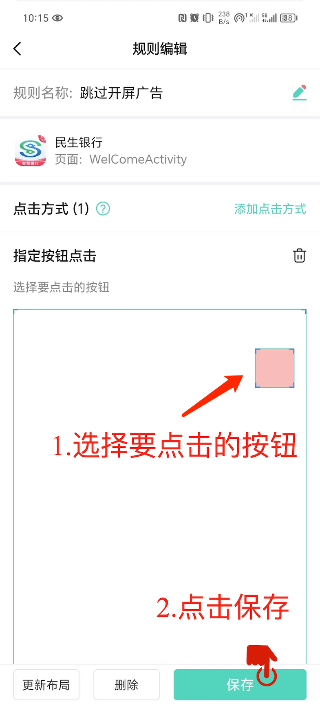 10:15
238
B/s
88
规则编辑
规则名称: 跳过开屏广告
民生银行
页面: WelComeActivity
点击方式 (1) ?
添加点击方式
指定按钮点击
选择要点击的按钮
1.选择要点击的按钮
2.点击保存
更新布局
删除
保存